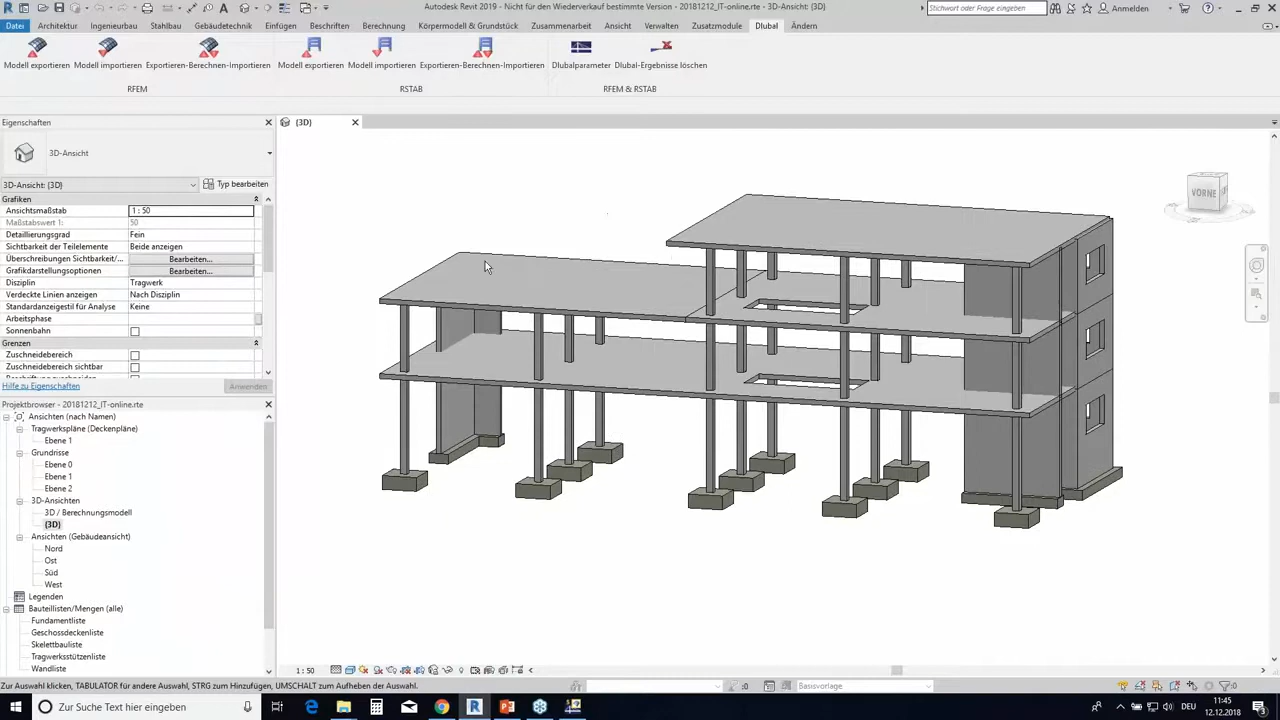 Autodesk Revit 2019 - Nicht für den Wiederverkauf bestimmte Version - 20181212_IT-online.rte - 3D-Ansicht: {3D}
Stichwort oder Frage eingeben
Anmelden
Datei Architektur Ingenieurbau Stahlbau Gebäudetechnik Einfügen Beschriften Berechnung Körpermodell & Grundstück Zusammenarbeit Ansicht Verwalten Zusatzmodule Dlubal Ändern
Modell exportieren Modell importieren Exportieren-Berechnen-Importieren Modell exportieren Modell importieren Exportieren-Berechnen-Importieren Dlubalparameter Dlubal-Ergebnisse löschen
RFEM RSTAB RFEM & RSTAB
Eigenschaften
{3D}
3D-Ansicht
3D-Ansicht: {3D} Typ bearbeiten
Grafiken
Ansichtsmaßstab 1 : 50
Maßstabswert 1: 50
Detaillierungsgrad Fein
Sichtbarkeit der Teilelemente Beide anzeigen
Überschreibungen Sichtbarkeit/... Bearbeiten...
Grafikdarstellungsoptionen Bearbeiten...
Disziplin Tragwerk
Verdeckte Linien anzeigen Nach Disziplin
Standardanzeigestil für Analyse Keine
Arbeitsphase
Sonnenbahn
Grenzen
Zuschneidebereich
Zuschneidebereich sichtbar
Hilfe zu Eigenschaften Anwenden
Projektbrowser - 20181212_IT-online.rte
Ansichten (nach Namen)
Tragwerkspläne (Deckenpläne)
Ebene 1
Grundrisse
Ebene 0
Ebene 1
Ebene 2
3D-Ansichten
3D / Berechnungsmodell
{3D}
Ansichten (Gebäudeansicht)
Nord
Ost
Süd
West
Legenden
Bauteillisten/Mengen (alle)
Fundamentliste
Geschossdeckenliste
Skelettbauliste
Tragwerksstützenliste
Wandliste
VORNE
1 : 50
Zur Auswahl klicken, TABULATOR für andere Auswahl, STRG zum Hinzufügen, UMSCHALT zum Aufheben der Auswahl.
:0
Basisvorlage
:0
Zur Suche Text hier eingeben
DEU
11:45
12.12.2018